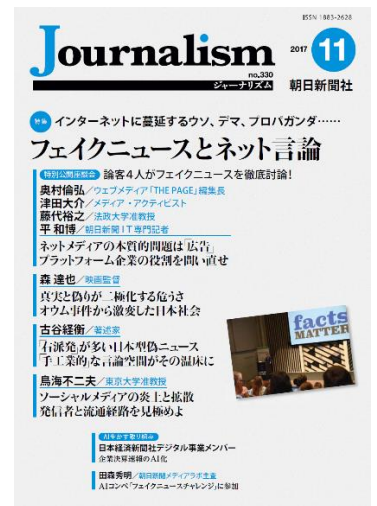 ISSN 1883-2628
Journalism
2017 11
no.330
ジャーナリズム
朝日新聞社
特集 インターネットに蔓延するウソ、デマ、プロパガンダ……
フェイクニュースとネット言論
特別公開座談会 論客4人がフェイクニュースを徹底討論!
奥村倫弘/ウェブメディア「THE PAGE」編集長
津田大介/メディア・アクティビスト
藤代裕之/法政大学准教授
平 和博/朝日新聞IT専門記者
ネットメディアの本質的問題は「広告」
プラットフォーム企業の役割を問い直せ
森 達也/映画監督
真実と偽りが二極化する危うさ
オウム事件から激変した日本社会
古谷経衡/著述家
「右派発」が多い日本型偽ニュース
「手工業的」な言論空間がその温床に
鳥海不二夫/東京大学准教授
ソーシャルメディアの炎上と拡散
発信者と流通経路を見極めよ
facts
MATTER
AIを活かす取り組み
日本経済新聞社デジタル事業メンバー
企業決算速報のAI化
田森秀明/朝日新聞メディアラボ主査
AIコンペ「フェイクニュースチャレンジ」に参加